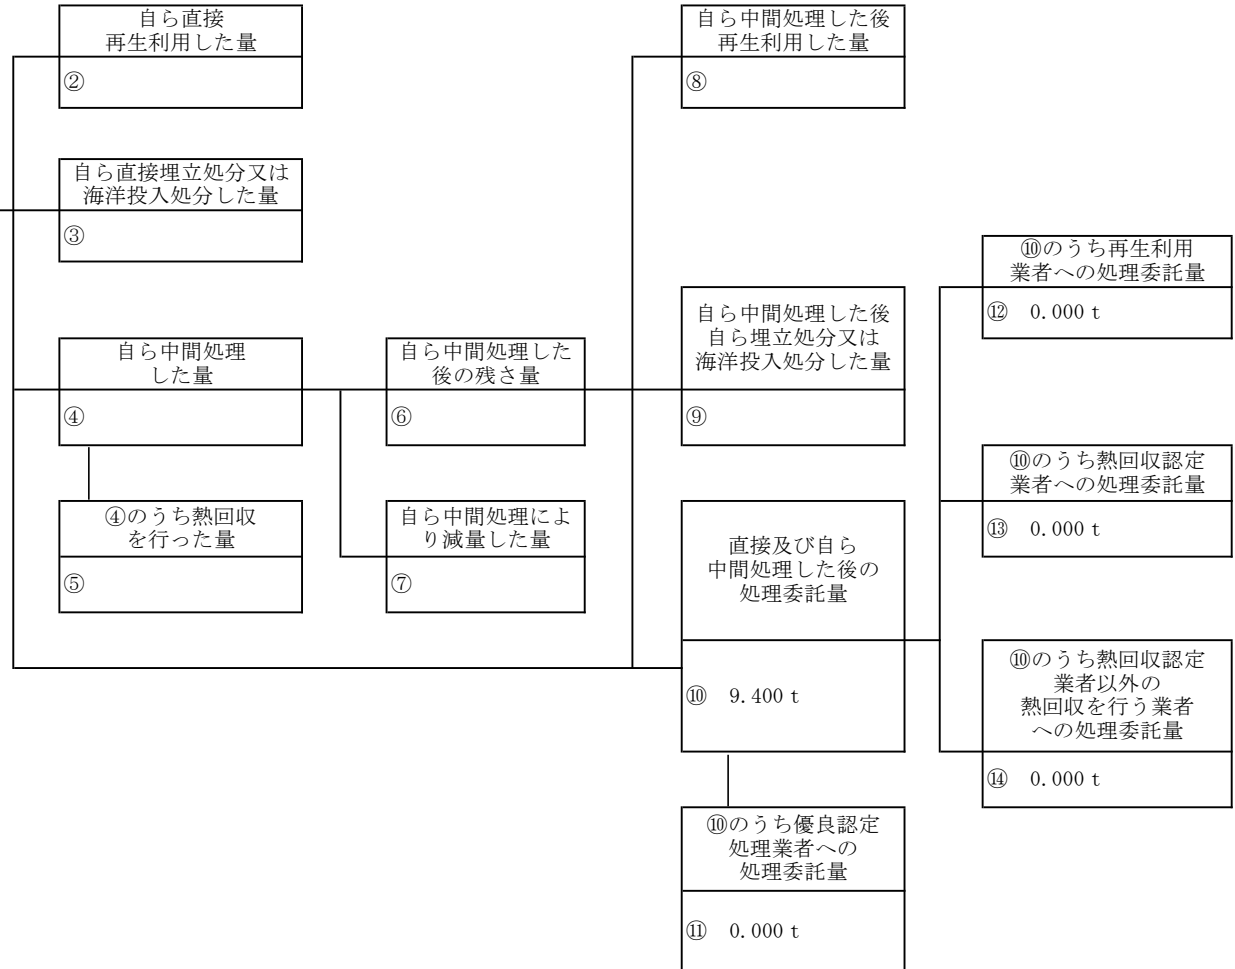 自ら直接
再生利用した量
②
自ら中間処理した後
再生利用した量
⑧
自ら直接埋立処分又は
海洋投入処分した量
③
⑩のうち再生利用
業者への処理委託量
⑫ 0.000 t
自ら中間処理した後
自ら埋立処分又は
海洋投入処分した量
⑨
自ら中間処理
した量
④
自ら中間処理した
後の残さ量
⑥
⑩のうち熱回収認定
業者への処理委託量
⑬ 0.000 t
④のうち熱回収
を行った量
⑤
自ら中間処理によ
り減量した量
⑦
直接及び自ら
中間処理した後の
処理委託量
⑩ 9.400 t
⑩のうち熱回収認定
業者以外の
熱回収を行う業者
への処理委託量
⑭ 0.000 t
⑩のうち優良認定
処理業者への
処理委託量
⑪ 0.000 t